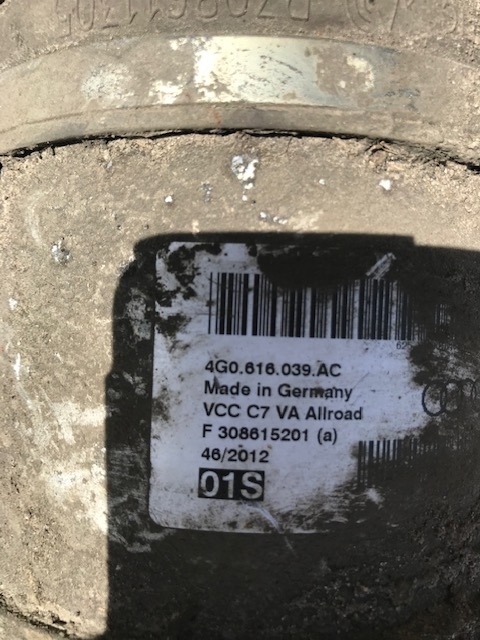 4G0.616.039.AC
Made in Germany
VCC C7 VA Allroad
F 308615201 (a)
46/2012
01S